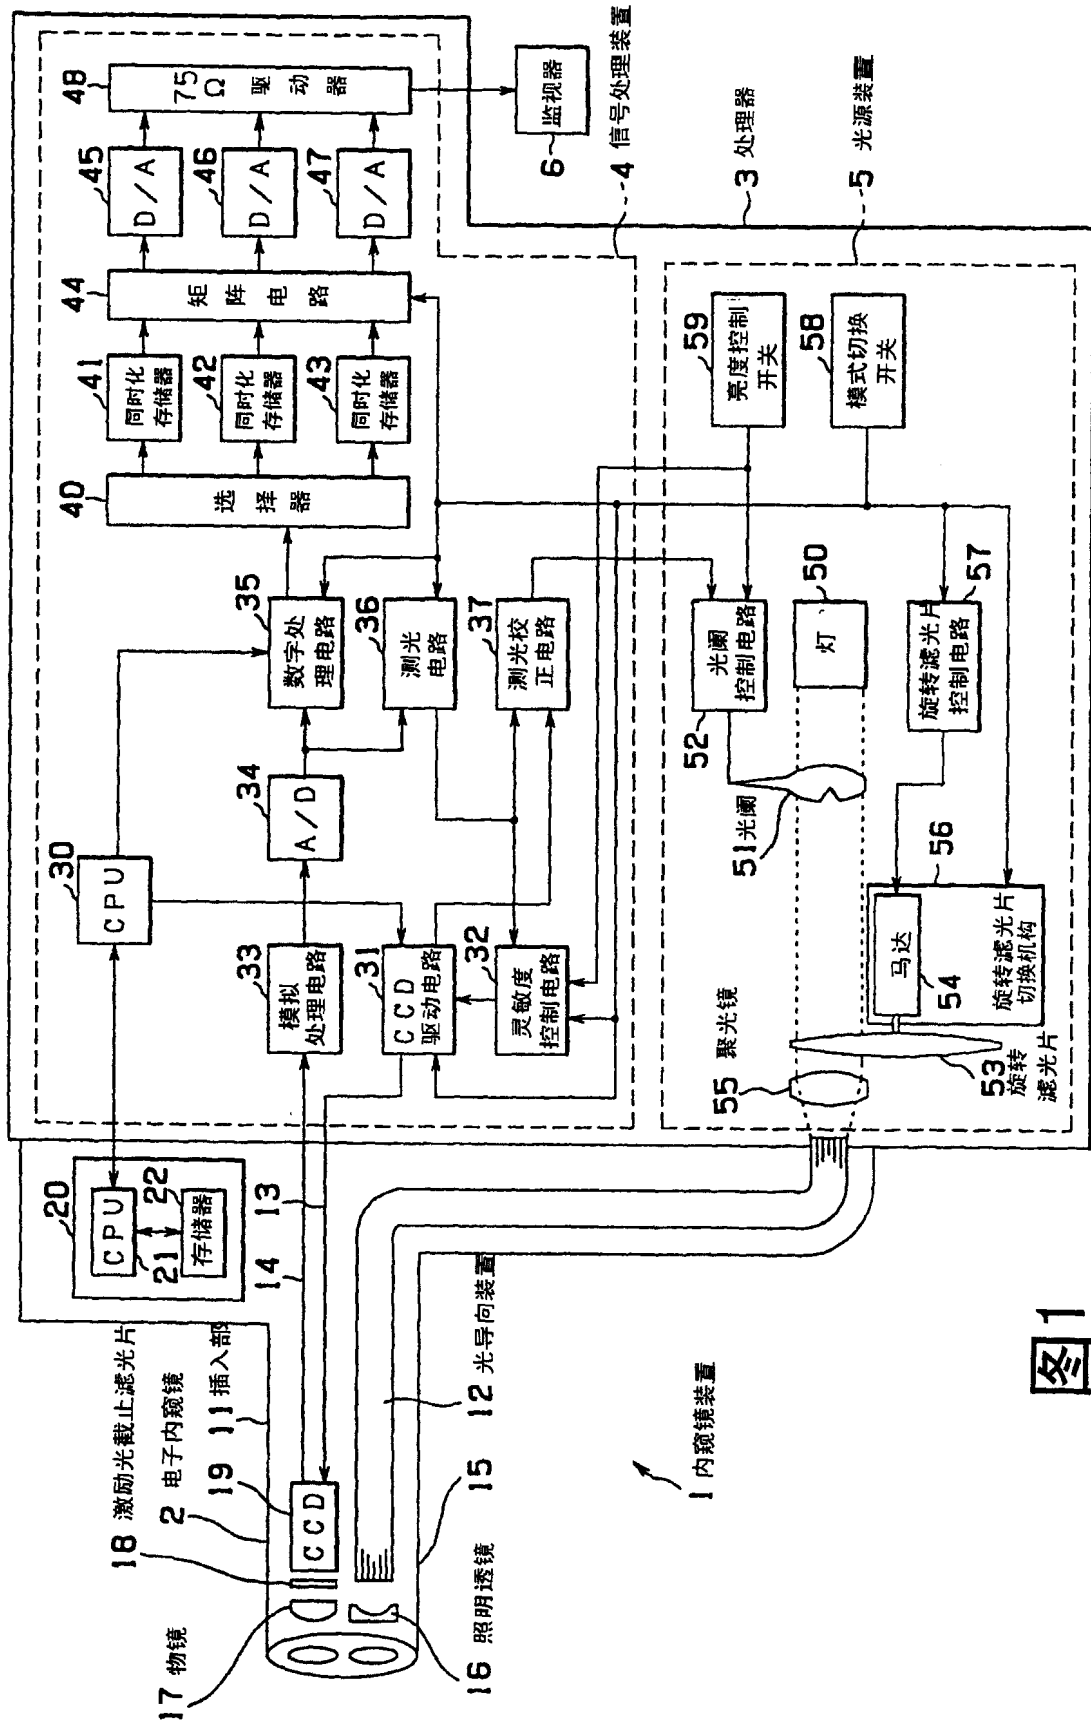 1 内窥镜装置
2 电子内窥镜
3 处理器
4 信号处理装置
5 光源装置
6
监视器
11 插入部
12 光导向装置
13
14
15
16 照明透镜
17 物镜
18 激励光截止滤光片
19
CCD
20
CPU
21
22
存储器
30
CPU
31
CCD
驱动电路
32
灵敏度
控制电路
33
模拟
处理电路
34
A/D
35
数字处
理电路
36
测光
电路
37
测光校
正电路
40
选择器
41
同时化
存储器
42
同时化
存储器
43
同时化
存储器
44
矩阵电路
45
D/A
46
D/A
47
D/A
48
75
Ω
驱动器
50
灯
51光阑
52
光阑
控制电路
53
旋转
滤光片
54
马达
55
聚光镜
56
旋转滤光片
切换机构
57
旋转滤光片
控制电路
58
模式切换
开关
59
亮度控制
开关
图1